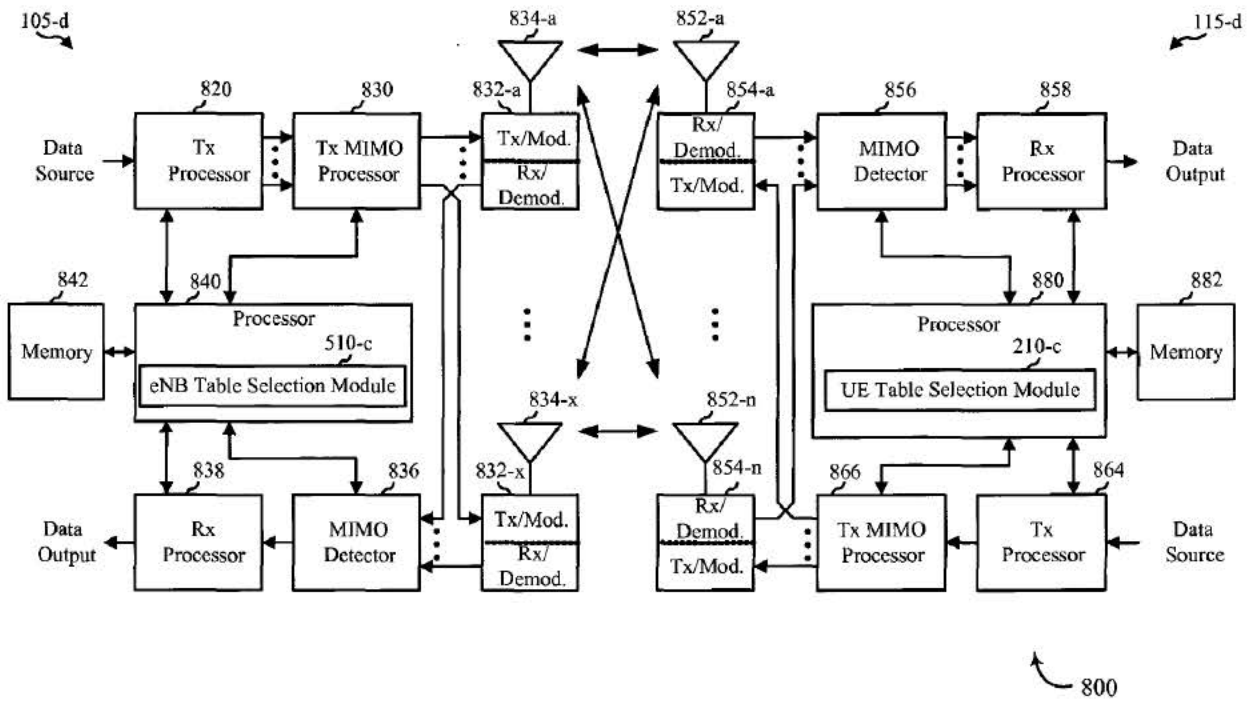 105-d
834-a
852-a
115-d
820
830
832-a
854-a
856
858
Data
Source
Tx
Processor
Tx MIMO
Processor
Tx/Mod.
Rx/
Demod.
Rx/
Demod.
Tx/Mod.
MIMO
Detector
Rx
Processor
Data
Output
842
840
880
882
Memory
Processor
510-c
eNB Table Selection Module
Processor
210-c
UE Table Selection Module
Memory
834-x
852-n
838
836
832-x
854-n
866
864
Data
Output
Rx
Processor
MIMO
Detector
Tx/Mod.
Rx/
Demod.
Rx/
Demod.
Tx/Mod.
Tx MIMO
Processor
Tx
Processor
Data
Source
800